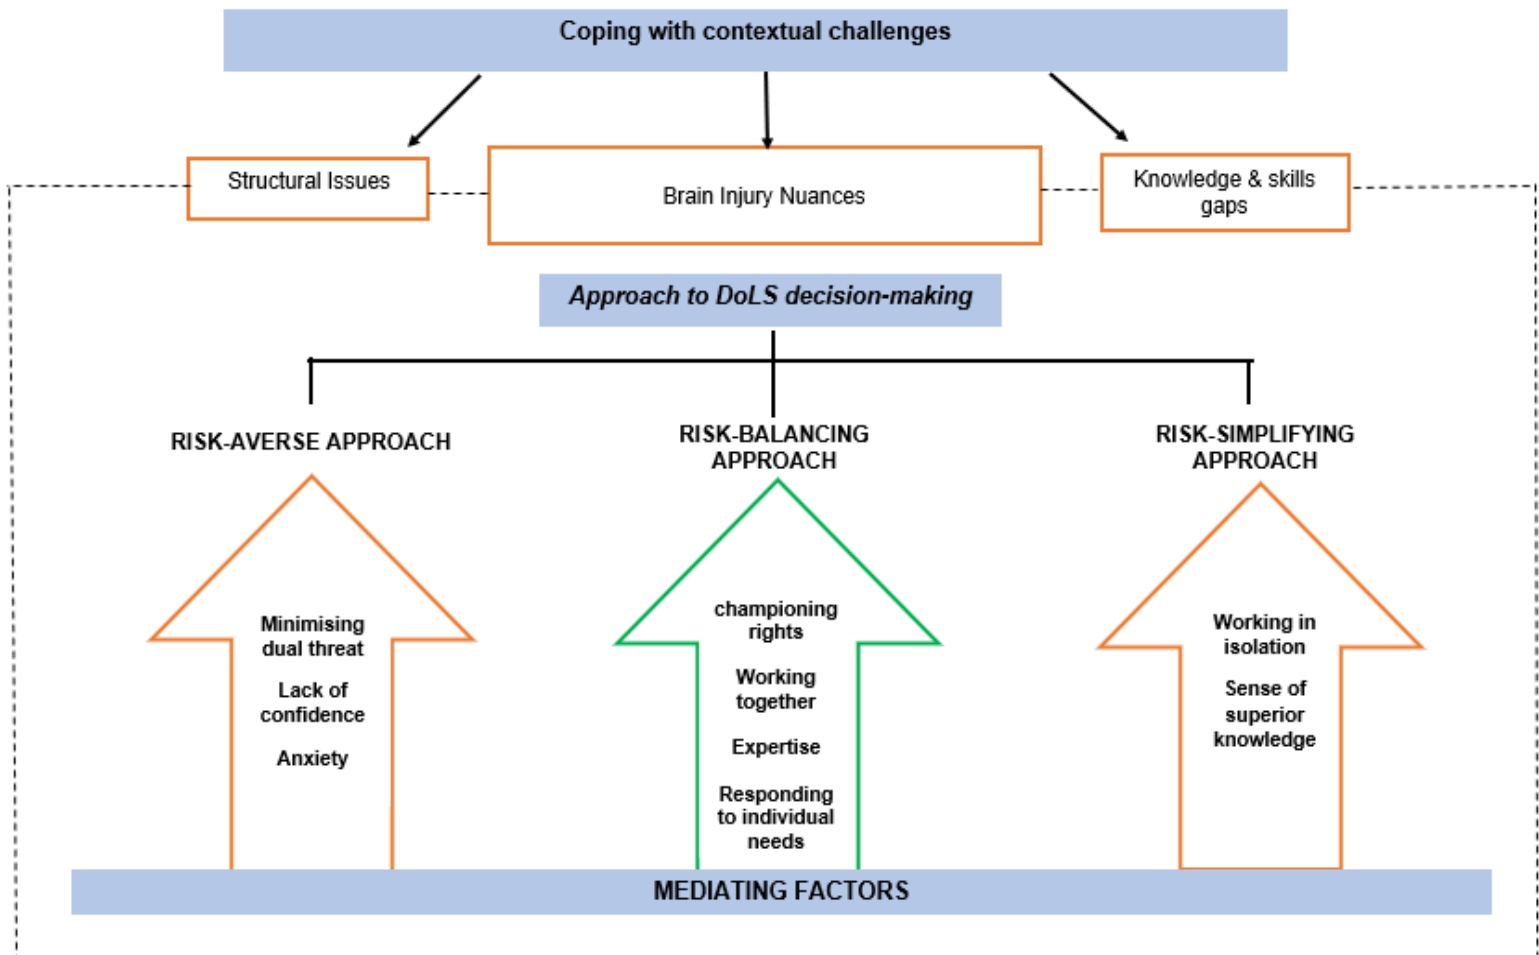 Coping with contextual challenges
Structural Issues
Brain Injury Nuances
Knowledge & skills
gaps
Approach to DoLS decision-making
RISK-AVERSE APPROACH
RISK-BALANCING
APPROACH
RISK-SIMPLIFYING
APPROACH
Minimising
dual threat
Lack of
confidence
Anxiety
championing
rights
Working
together
Expertise
Responding
to individual
needs
Working in
isolation
Sense of
superior
knowledge
MEDIATING FACTORS